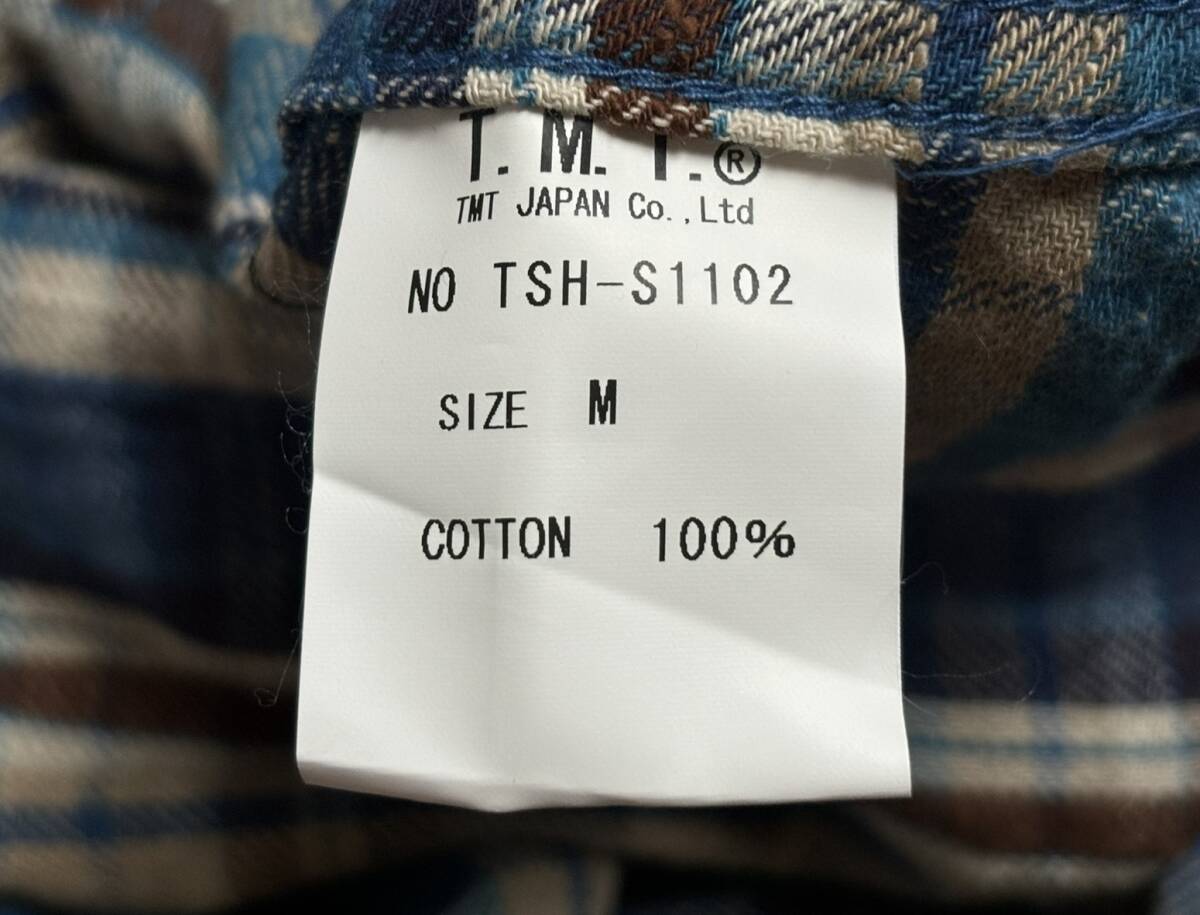 T.M.T.®
TMT JAPAN Co.,Ltd
NO TSH-S1102
SIZE M
COTTON 100%